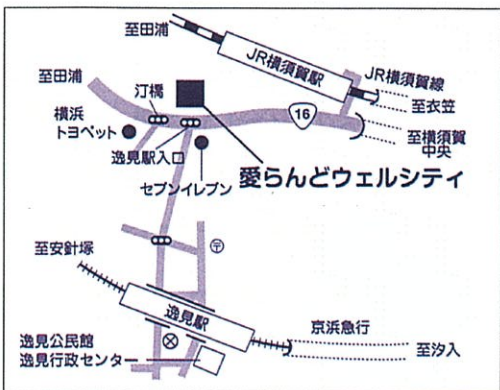 至田浦
JR横須賀駅
JR横須賀線
至衣笠
至田浦
汀橋
16
至横須賀
中央
横浜
トヨペット
逸見駅入口
セブンイレブン
愛らんどウェルシティ
至安針塚
逸見駅
京浜急行
至汐入
逸見公民館
逸見行政センター